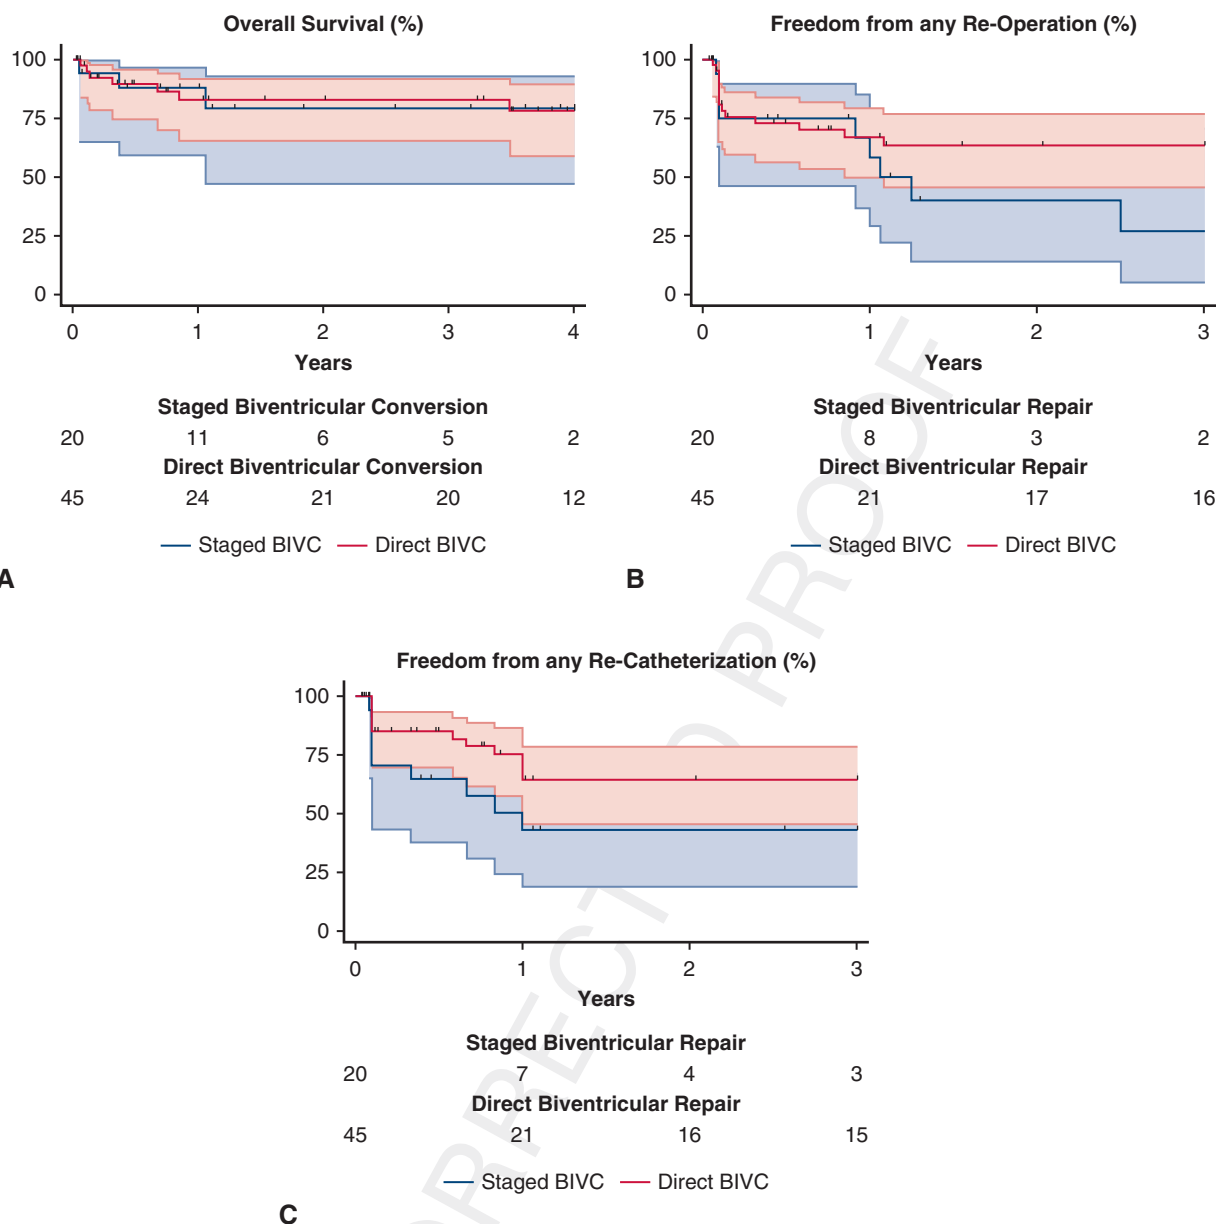 Overall Survival (%)
100
75
50
25
0
0 1 2 3 4
Years
Staged Biventricular Conversion
20 11 6 5 2
Direct Biventricular Conversion
45 24 21 20 12
Staged BIVC Direct BIVC
A
Freedom from any Re-Operation (%)
100
75
50
25
0
0 1 2 3
Years
Staged Biventricular Repair
20 8 3 2
Direct Biventricular Repair
45 21 17 16
Staged BIVC Direct BIVC
B
Freedom from any Re-Catheterization (%)
100
75
50
25
0
0 1 2 3
Years
Staged Biventricular Repair
20 7 4 3
Direct Biventricular Repair
45 21 16 15
Staged BIVC Direct BIVC
C
PROOF